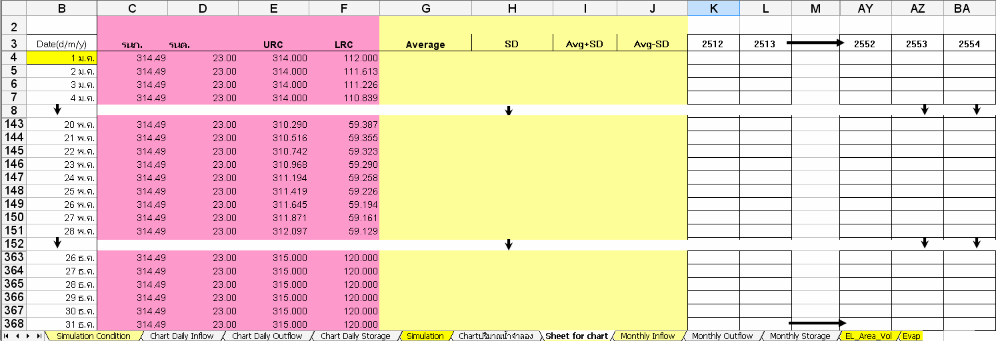 B C D E F G H I J K L M AY AZ BA
2
3 Date(d/m/y) รนก. รนต. URC LRC Average SD Avg+SD Avg-SD 2512 2513 2552 2553 2554
4 1 ม.ค. 314.49 23.00 314.000 112.000
5 2 ม.ค. 314.49 23.00 314.000 111.613
6 3 ม.ค. 314.49 23.00 314.000 111.226
7 4 ม.ค. 314.49 23.00 314.000 110.839
8
143 20 พ.ค. 314.49 23.00 310.290 59.387
144 21 พ.ค. 314.49 23.00 310.516 59.355
145 22 พ.ค. 314.49 23.00 310.742 59.323
146 23 พ.ค. 314.49 23.00 310.968 59.290
147 24 พ.ค. 314.49 23.00 311.194 59.258
148 25 พ.ค. 314.49 23.00 311.419 59.226
149 26 พ.ค. 314.49 23.00 311.645 59.194
150 27 พ.ค. 314.49 23.00 311.871 59.161
151 28 พ.ค. 314.49 23.00 312.097 59.129
152
363 26 ธ.ค. 314.49 23.00 315.000 120.000
364 27 ธ.ค. 314.49 23.00 315.000 120.000
365 28 ธ.ค. 314.49 23.00 315.000 120.000
366 29 ธ.ค. 314.49 23.00 315.000 120.000
367 30 ธ.ค. 314.49 23.00 315.000 120.000
368 31 ธ.ค. 314.49 23.00 315.000 120.000
Simulation Condition Chart Daily Inflow Chart Daily Outflow Chart Daily Storage Simulation Chartปริมาณน้ำจำลอง Sheet for chart Monthly Inflow Monthly Outflow Monthly Storage EL_Area_Vol Evap